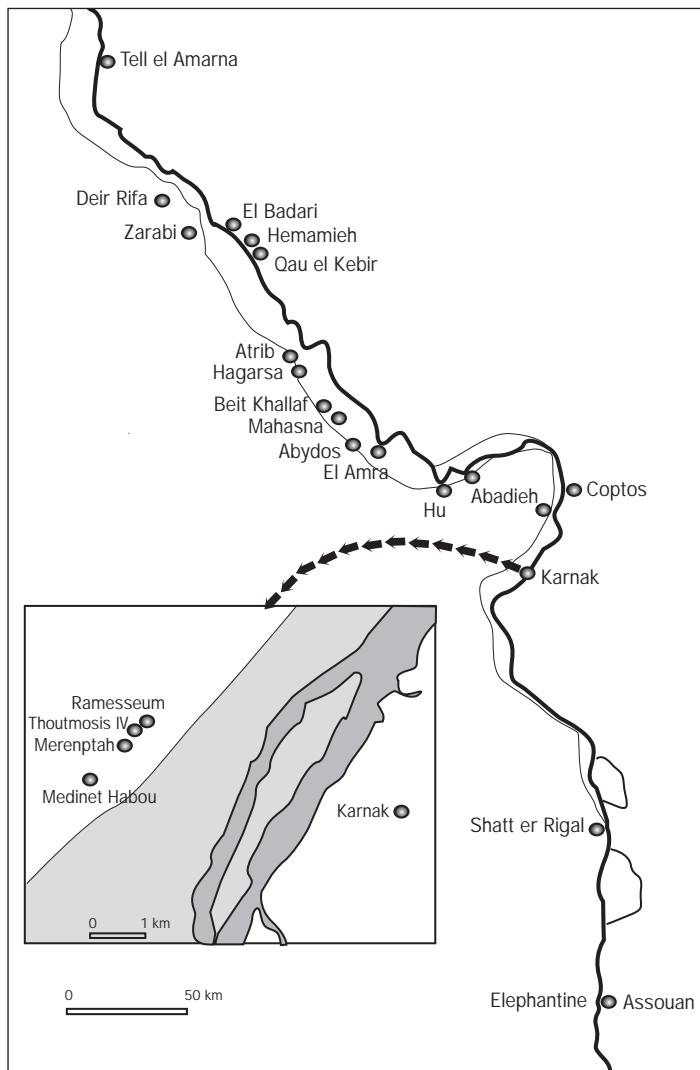 Tell el Amarna
Deir Rifa
El Badari
Zarabi
Hemamieh
Qau el Kebir
Atrib
Hagarsa
Beit Khallaf
Mahasna
Abydos
El Amra
Hu
Abadieh
Coptos
Karnak
Ramesseum
Thoutmosis IV
Merenptah
Medinet Habou
Karnak
Shatt er Rigal
0 1 km
0 50 km
Elephantine
Assouan